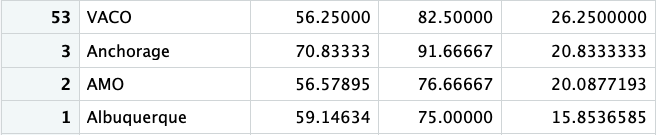 53 VACO 56.25000 82.50000 26.2500000
3 Anchorage 70.83333 91.66667 20.8333333
2 AMO 56.57895 76.66667 20.0877193
1 Albuquerque 59.14634 75.00000 15.8536585